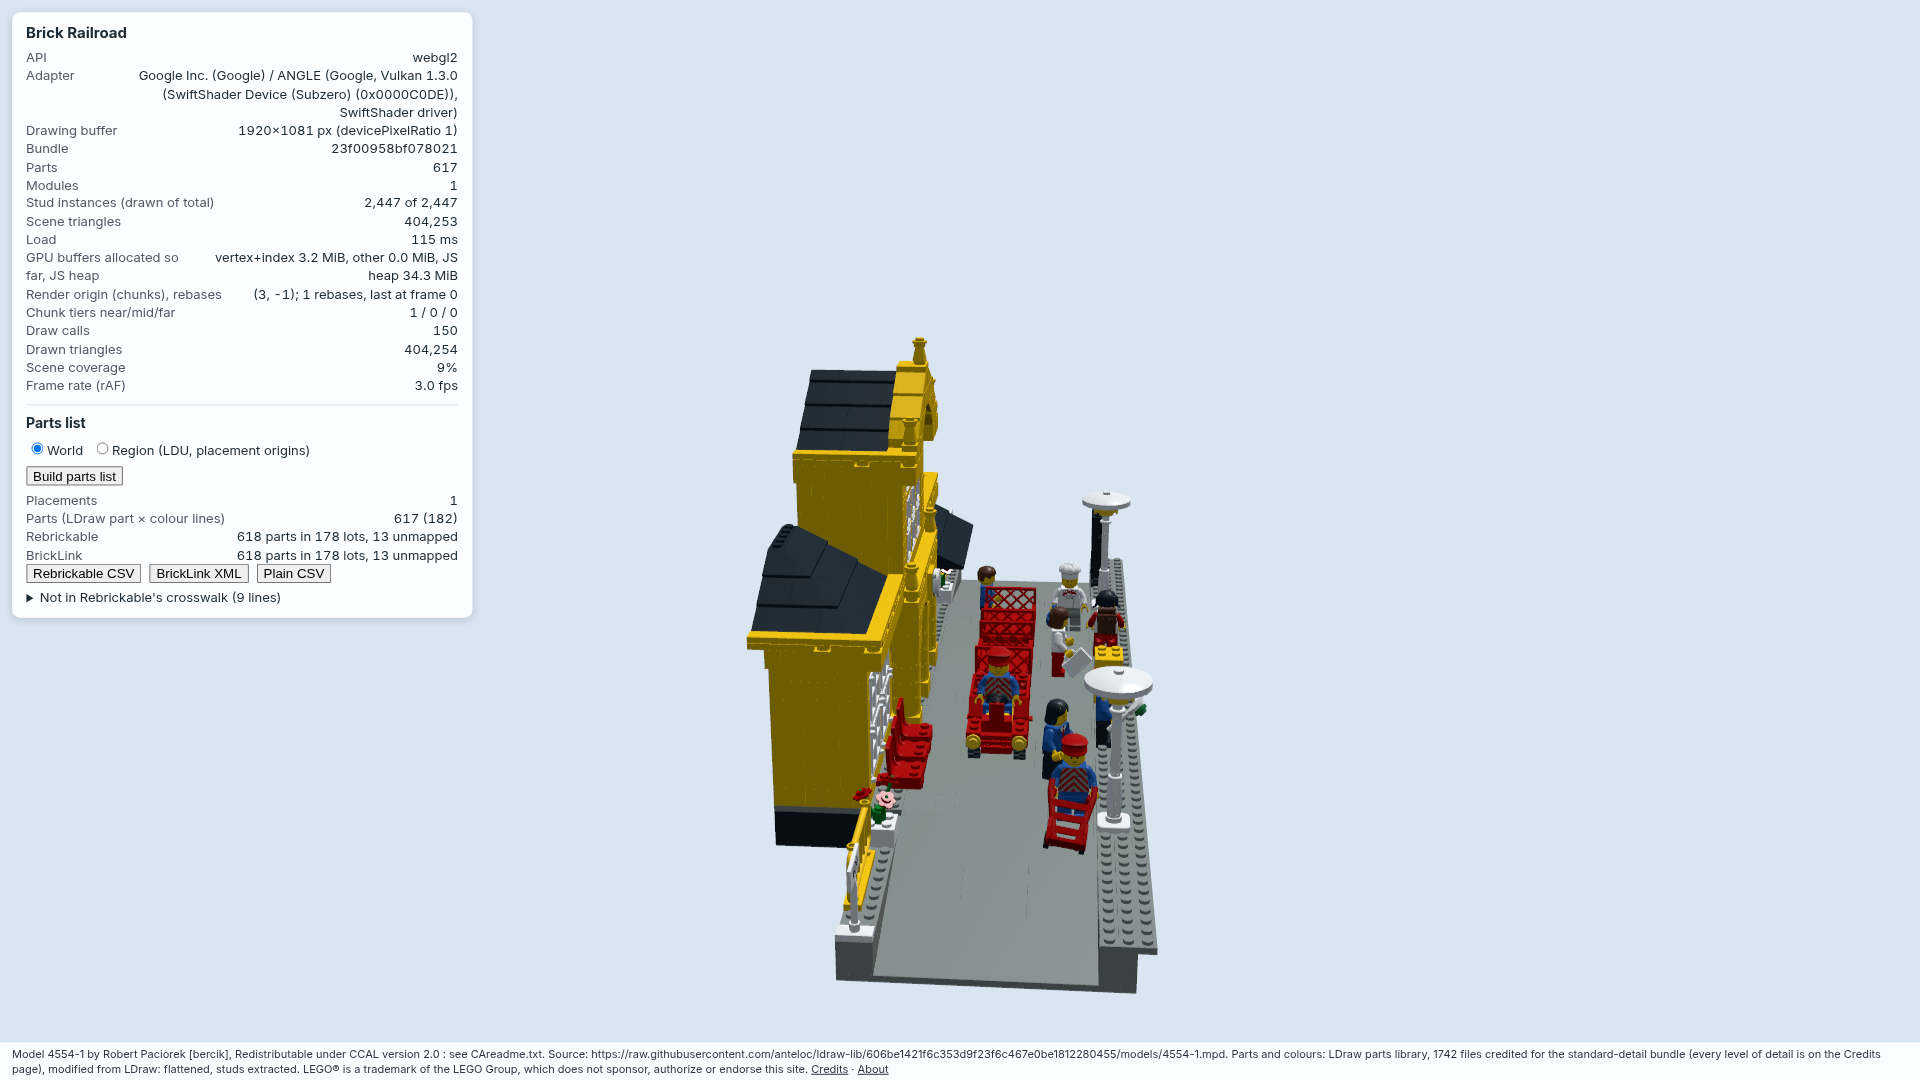 Brick Railroad
API webgl2
Adapter Google Inc. (Google) / ANGLE (Google, Vulkan 1.3.0
(SwiftShader Device (Subzero) (0x0000C0DE)),
SwiftShader driver)
Drawing buffer 1920×1081 px (devicePixelRatio 1)
Bundle 23f00958bf078021
Parts 617
Modules 1
Stud instances (drawn of total) 2,447 of 2,447
Scene triangles 404,253
Load 115 ms
GPU buffers allocated so vertex+index 3.2 MiB, other 0.0 MiB, JS
far, JS heap heap 34.3 MiB
Render origin (chunks), rebases (3, -1); 1 rebases, last at frame 0
Chunk tiers near/mid/far 1 / 0 / 0
Draw calls 150
Drawn triangles 404,254
Scene coverage 9%
Frame rate (rAF) 3.0 fps
Parts list
World Region (LDU, placement origins)
Build parts list
Placements 1
Parts (LDraw part × colour lines) 617 (182)
Rebrickable 618 parts in 178 lots, 13 unmapped
BrickLink 618 parts in 178 lots, 13 unmapped
Rebrickable CSV BrickLink XML Plain CSV
▶ Not in Rebrickable's crosswalk (9 lines)
Model 4554-1 by Robert Paciorek [bercik], Redistributable under CCAL version 2.0 : see CAreadme.txt. Source: https://raw.githubusercontent.com/anteloc/ldraw-lib/606be1421f6c353d9f23f6c467e0be1812280455/models/4554-1.mpd. Parts and colours: LDraw parts library, 1742 files credited for the standard-detail bundle (every level of detail is on the Credits
page), modified from LDraw: flattened, studs extracted. LEGO® is a trademark of the LEGO Group, which does not sponsor, authorize or endorse this site. Credits · About